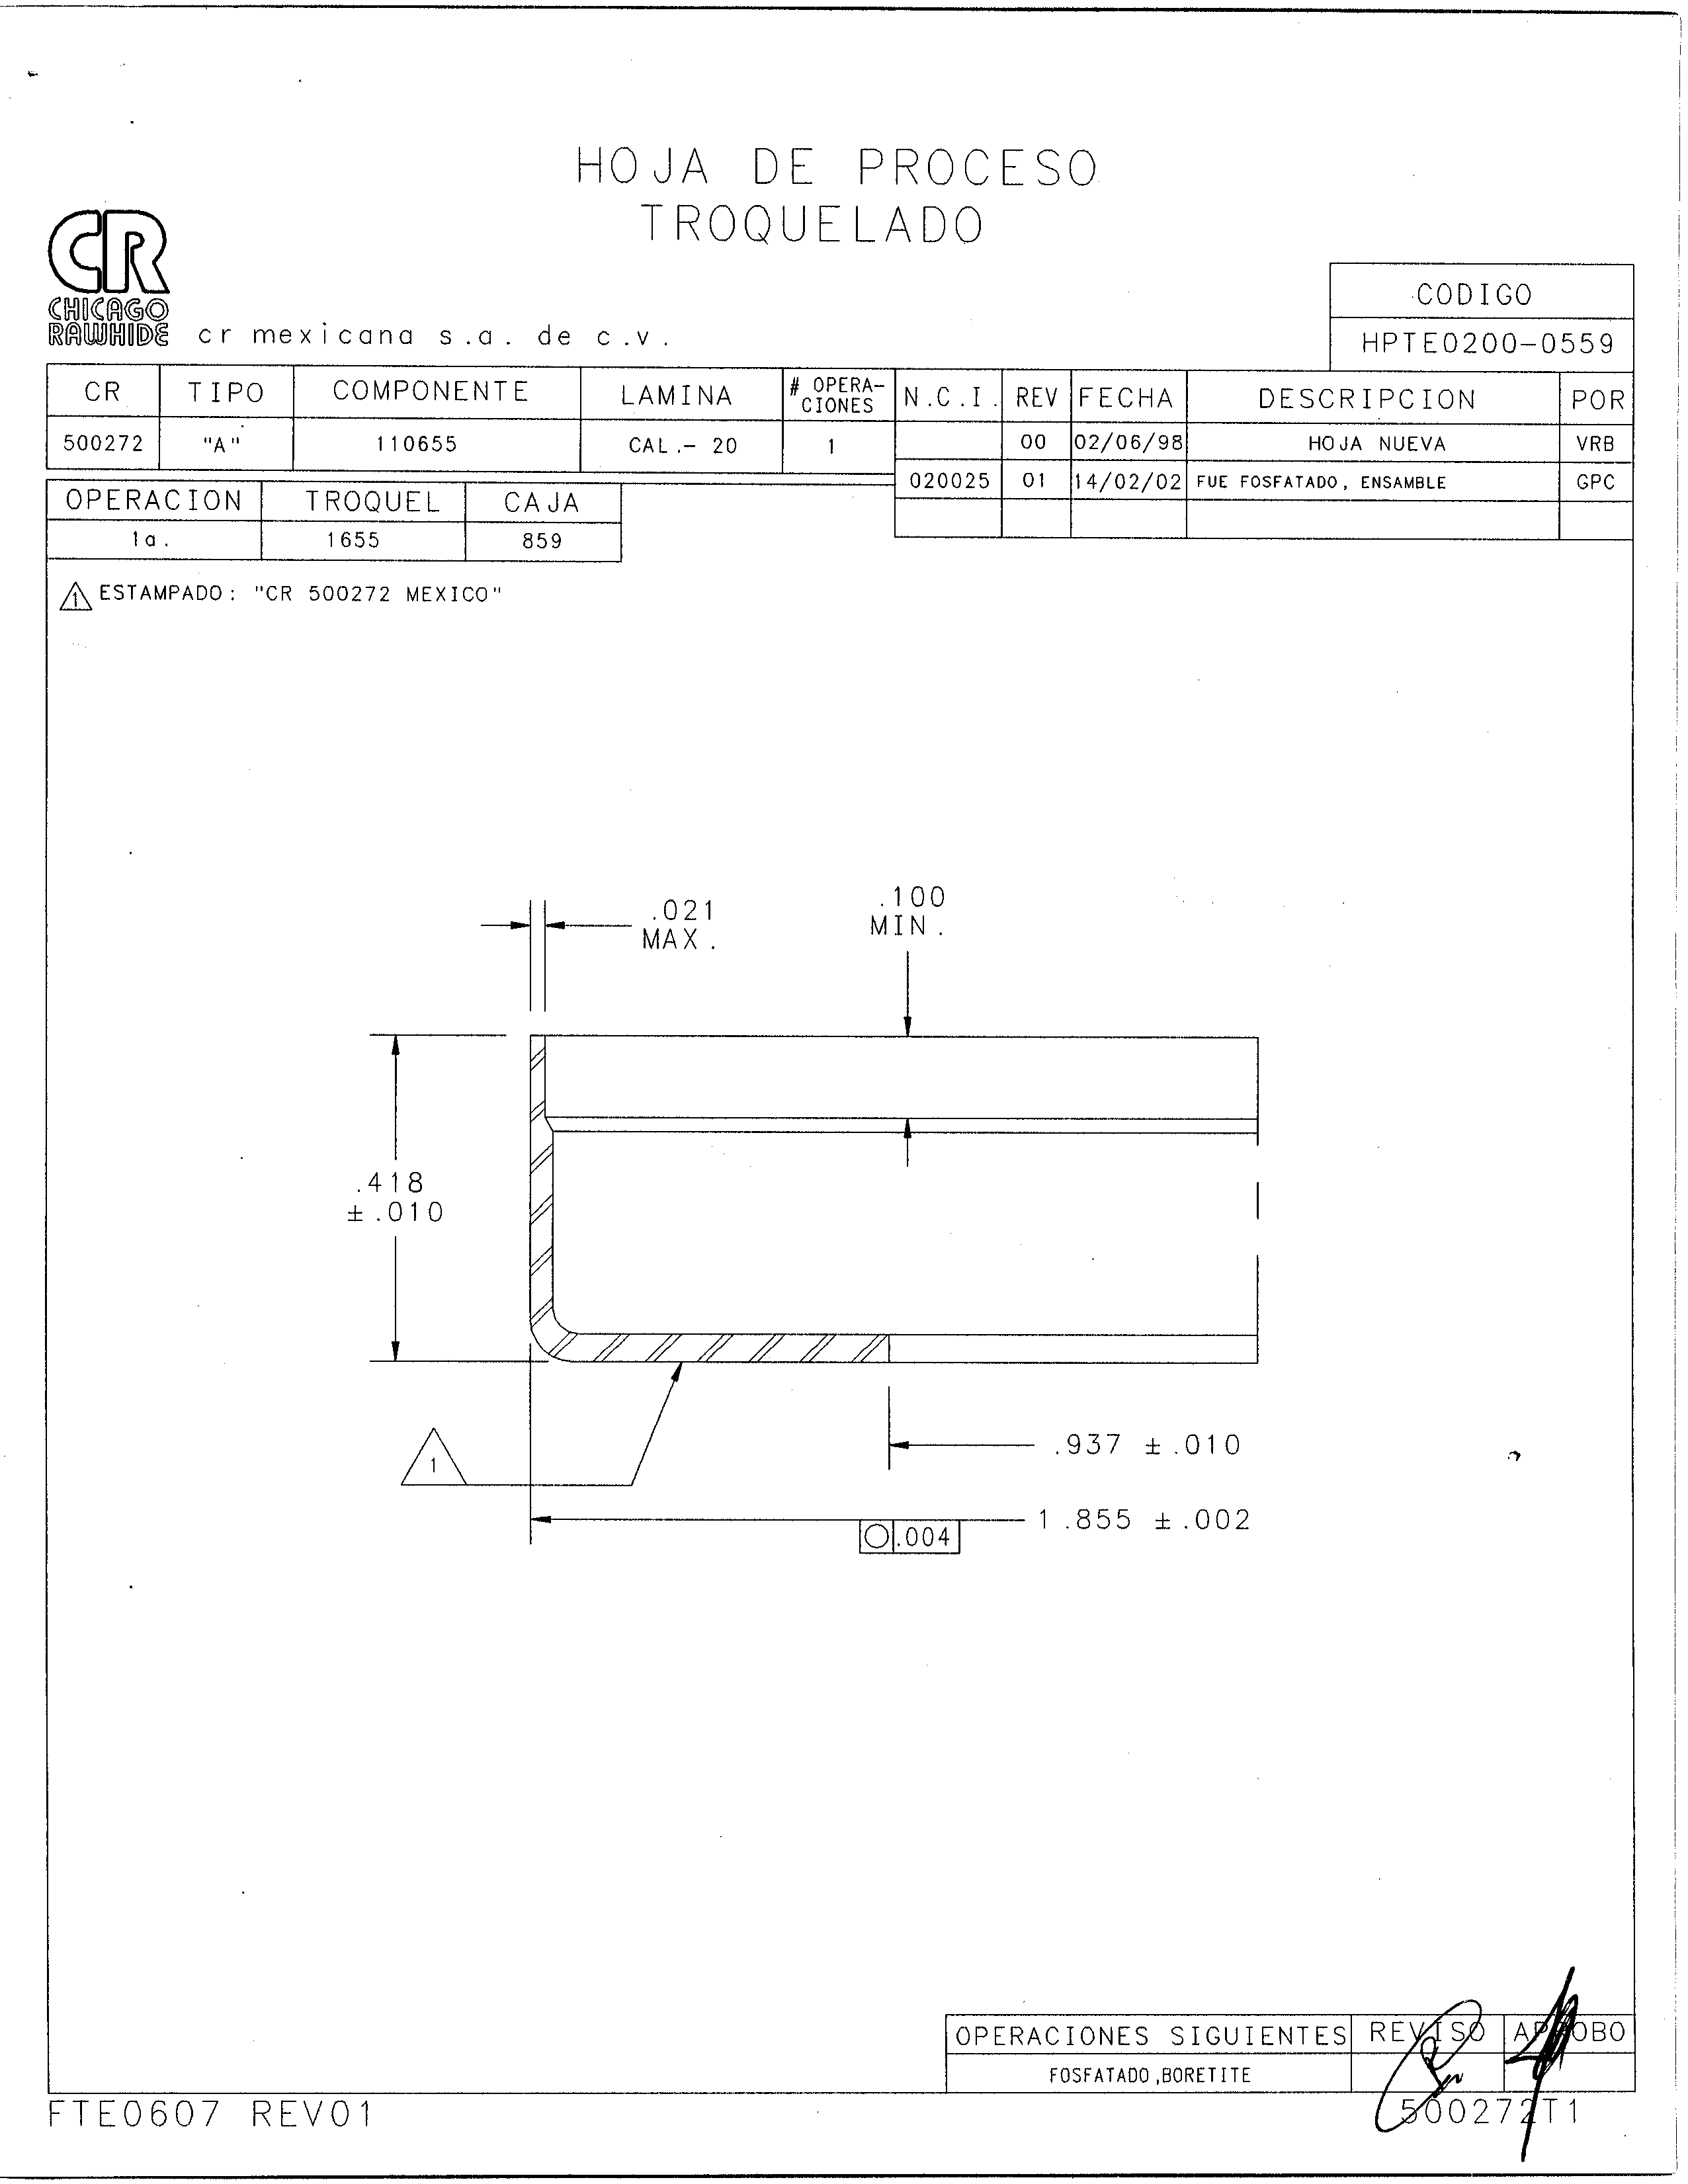 HOJA DE PROCESO
TROQUELADO
CR
CHICAGO
RAWHIDE
cr mexicana s.a. de c.v.
CODIGO
HPTE0200-0559
CR TIPO COMPONENTE LAMINA # OPERA-CIONES N.C.I. REV FECHA DESCRIPCION POR
500272 "A" 110655 CAL.- 20 1 00 02/06/98 HOJA NUEVA VRB
020025 01 14/02/02 FUE FOSFATADO, ENSAMBLE GPC
OPERACION TROQUEL CAJA
1a. 1655 859
1 ESTAMPADO: "CR 500272 MEXICO"
.021
MAX.
.100
MIN.
.418
±.010
1
.937 ±.010
1.855 ±.002
.004
OPERACIONES SIGUIENTES REVISO APROBO
FOSFATADO,BORETITE
FTE0607 REV01
500272T1